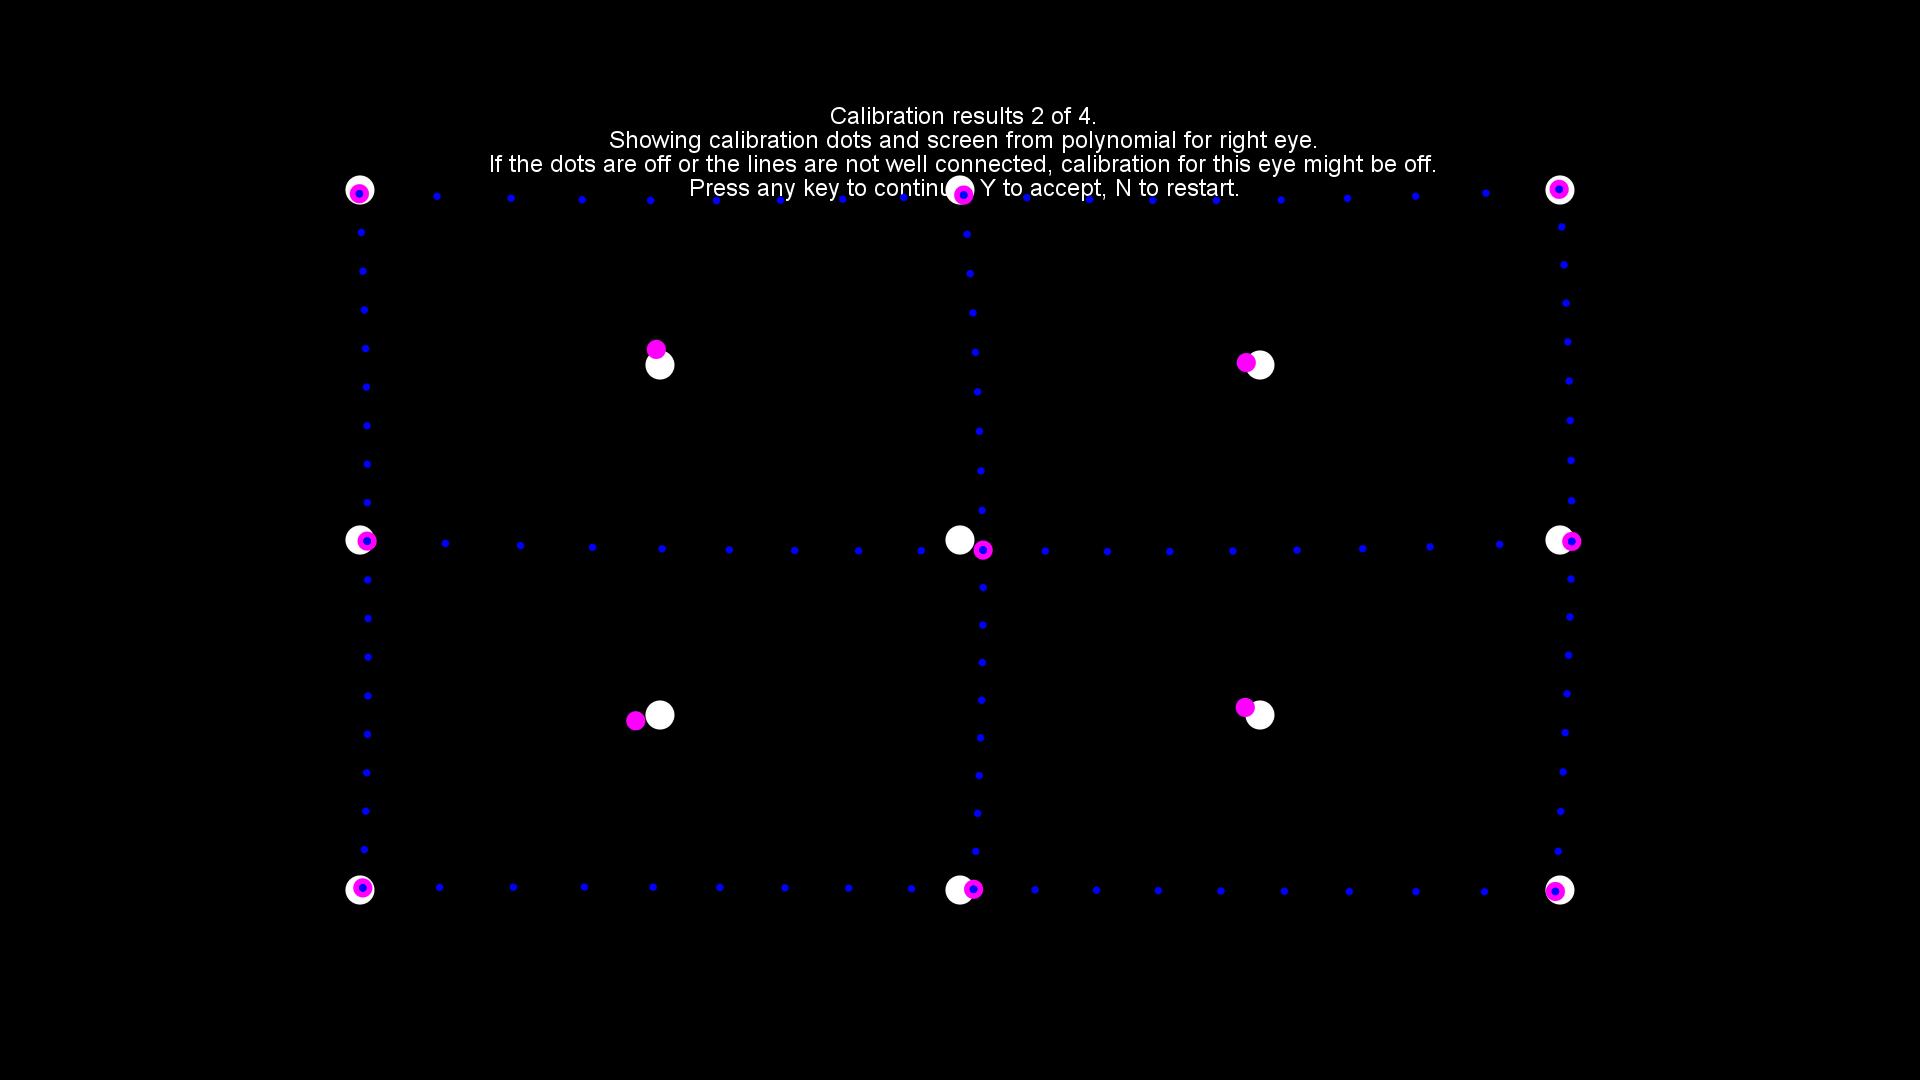 Calibration results 2 of 4.
Showing calibration dots and screen from polynomial for right eye.
If the dots are off or the lines are not well connected, calibration for this eye might be off.
Press any key to continu Y to accept, N to restart.